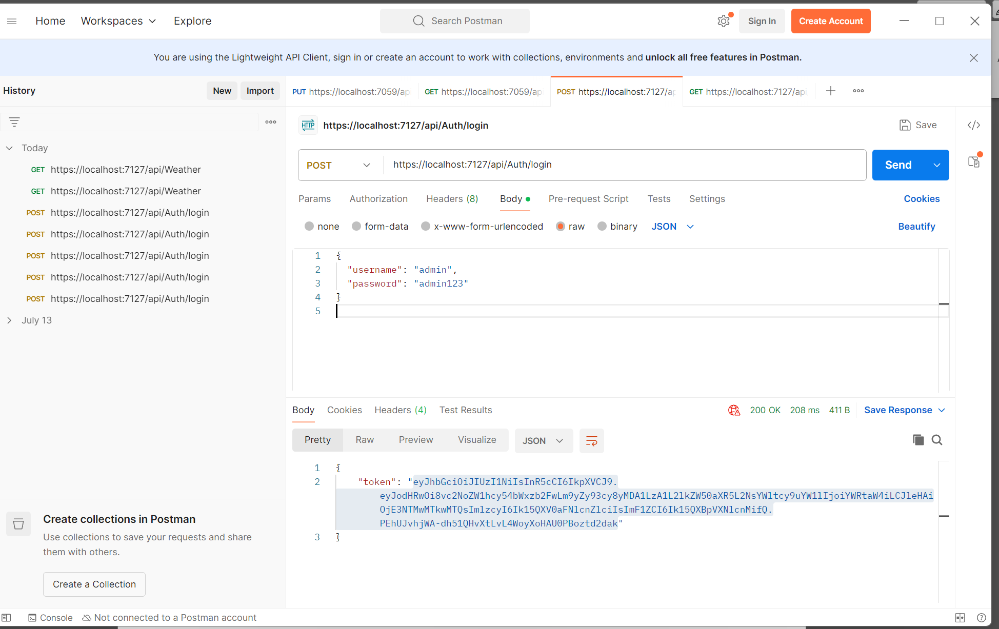 Home Workspaces Explore
Search Postman
Sign In Create Account
You are using the Lightweight API Client, sign in or create an account to work with collections, environments and unlock all free features in Postman.
History
New Import
PUT https://localhost:7059/api
GET https://localhost:7059/api
POST https://localhost:7127/ap
GET https://localhost:7127/api
HTTP https://localhost:7127/api/Auth/login
Save
Today
GET https://localhost:7127/api/Weather
GET https://localhost:7127/api/Weather
POST https://localhost:7127/api/Auth/login
POST https://localhost:7127/api/Auth/login
POST https://localhost:7127/api/Auth/login
POST https://localhost:7127/api/Auth/login
POST https://localhost:7127/api/Auth/login
July 13
POST https://localhost:7127/api/Auth/login
Send
Params Authorization Headers (8) Body Pre-request Script Tests Settings
Cookies
none form-data x-www-form-urlencoded raw binary JSON
Beautify
1 {
2 "username": "admin",
3 "password": "admin123"
4 }
5
Body Cookies Headers (4) Test Results
200 OK 208 ms 411 B Save Response
Pretty Raw Preview Visualize JSON
1 {
2 "token": "eyJhbGciOiJIUzI1NiIsInR5cCI6IkpXVCJ9.
eyJodHRwOi8vc2NoZW1hcy54bWxzb2FwLm9yZy93cy8yMDA1LzA1L2lkZW50aXR5L2NsYWltcy9uYW1lIjoiYWRtaW4iLCJleHAi
OjE3NTMwMTkwMTQsImlzcyI6Ik15QXV0aFNlcnZlciIsImF1ZCI6Ik15QXBpVXNlcnMifQ.
PEhUJvhjWA-dh51QHvXtLvL4WoyXoHAU0PBoztd2dak"
3 }
Create collections in Postman
Use collections to save your requests and share
them with others.
Create a Collection
Console Not connected to a Postman account